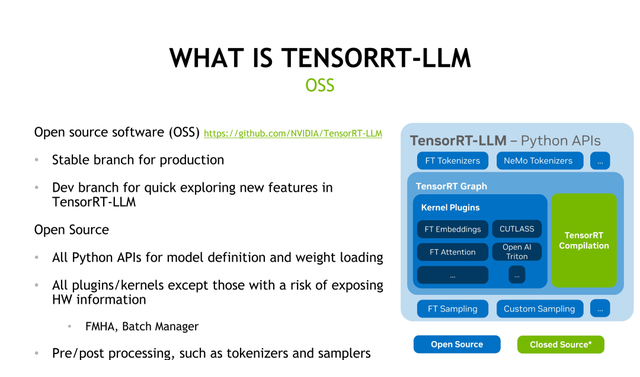 WHAT IS TENSORRT-LLM
OSS
Open source software (OSS) https://github.com/NVIDIA/TensorRT-LLM
• Stable branch for production
• Dev branch for quick exploring new features in
TensorRT-LLM
Open Source
• All Python APIs for model definition and weight loading
• All plugins/kernels except those with a risk of exposing
HW information
• FMHA, Batch Manager
• Pre/post processing, such as tokenizers and samplers
TensorRT-LLM – Python APIs
FT Tokenizers NeMo Tokenizers ...
TensorRT Graph
Kernel Plugins
FT Embeddings CUTLASS
FT Attention Open AI
Triton
... ...
TensorRT
Compilation
FT Sampling Custom Sampling ...
Open Source Closed Source*